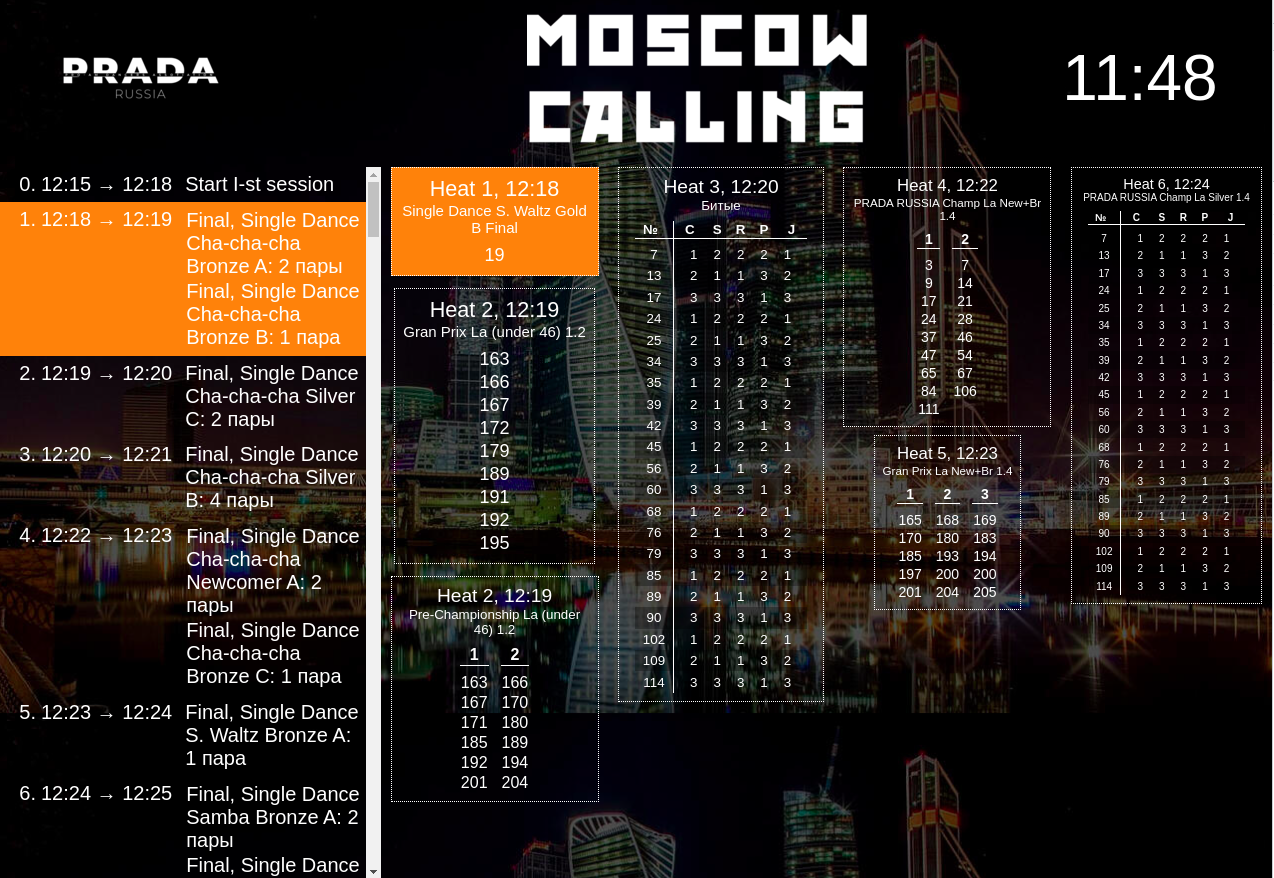 PRADA
RUSSIA
MOSCOW
CALLING
11:48
0. 12:15 → 12:18 Start I-st session
1. 12:18 → 12:19 Final, Single Dance
Cha-cha-cha
Bronze A: 2 пары
Final, Single Dance
Cha-cha-cha
Bronze B: 1 пара
2. 12:19 → 12:20 Final, Single Dance
Cha-cha-cha Silver
C: 2 пары
3. 12:20 → 12:21 Final, Single Dance
Cha-cha-cha Silver
B: 4 пары
4. 12:22 → 12:23 Final, Single Dance
Cha-cha-cha
Newcomer A: 2
пары
Final, Single Dance
Cha-cha-cha
Bronze C: 1 пара
5. 12:23 → 12:24 Final, Single Dance
S. Waltz Bronze A:
1 пара
6. 12:24 → 12:25 Final, Single Dance
Samba Bronze A: 2
пары
Final, Single Dance
Heat 1, 12:18
Single Dance S. Waltz Gold
B Final
19
Heat 2, 12:19
Gran Prix La (under 46) 1.2
163
166
167
172
179
189
191
192
195
Heat 2, 12:19
Pre-Championship La (under
46) 1.2
1 2
163 166
167 170
171 180
185 189
192 194
201 204
Heat 3, 12:20
Битые
№ C S R P J
7 1 2 2 2 1
13 2 1 1 3 2
17 3 3 3 1 3
24 1 2 2 2 1
25 2 1 1 3 2
34 3 3 3 1 3
35 1 2 2 2 1
39 2 1 1 3 2
42 3 3 3 1 3
45 1 2 2 2 1
56 2 1 1 3 2
60 3 3 3 1 3
68 1 2 2 2 1
76 2 1 1 3 2
79 3 3 3 1 3
85 1 2 2 2 1
89 2 1 1 3 2
90 3 3 3 1 3
102 1 2 2 2 1
109 2 1 1 3 2
114 3 3 3 1 3
Heat 4, 12:22
PRADA RUSSIA Champ La New+Br
1.4
1 2
3 7
9 14
17 21
24 28
37 46
47 54
65 67
84 106
111
Heat 5, 12:23
Gran Prix La New+Br 1.4
1 2 3
165 168 169
170 180 183
185 193 194
197 200 200
201 204 205
Heat 6, 12:24
PRADA RUSSIA Champ La Silver 1.4
№ C S R P J
7 1 2 2 2 1
13 2 1 1 3 2
17 3 3 3 1 3
24 1 2 2 2 1
25 2 1 1 3 2
34 3 3 3 1 3
35 1 2 2 2 1
39 2 1 1 3 2
42 3 3 3 1 3
45 1 2 2 2 1
56 2 1 1 3 2
60 3 3 3 1 3
68 1 2 2 2 1
76 2 1 1 3 2
79 3 3 3 1 3
85 1 2 2 2 1
89 2 1 1 3 2
90 3 3 3 1 3
102 1 2 2 2 1
109 2 1 1 3 2
114 3 3 3 1 3